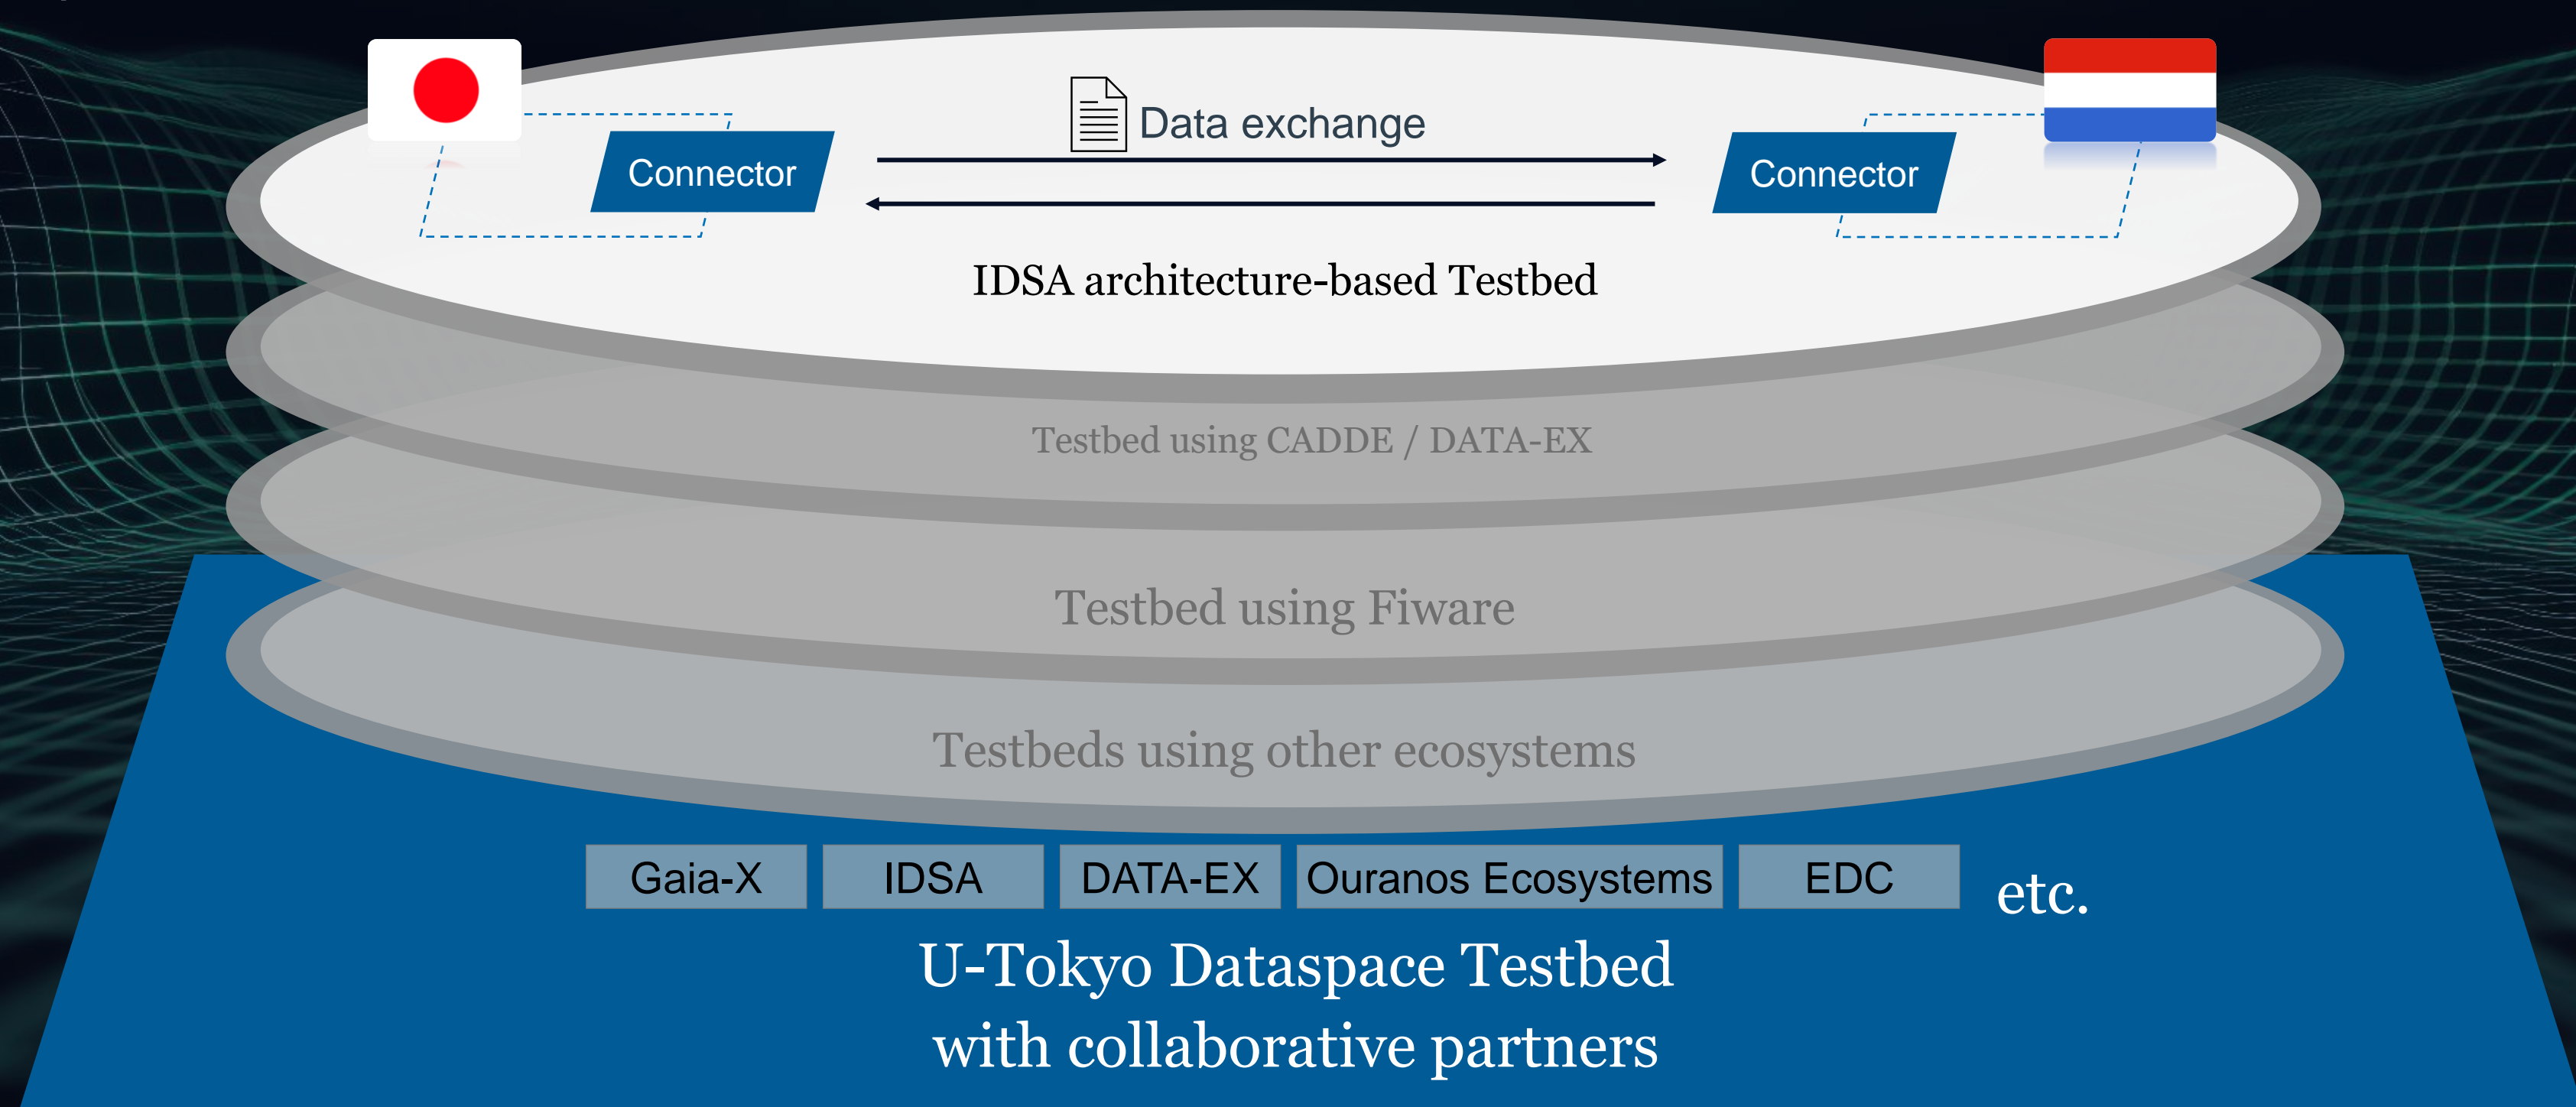 Data exchange
Connector
Connector
IDSA architecture-based Testbed
Testbed using CADDE / DATA-EX
Testbed using Fiware
Testbeds using other ecosystems
Gaia-X
IDSA
DATA-EX
Ouranos Ecosystems
EDC
etc.
U-Tokyo Dataspace Testbed
with collaborative partners